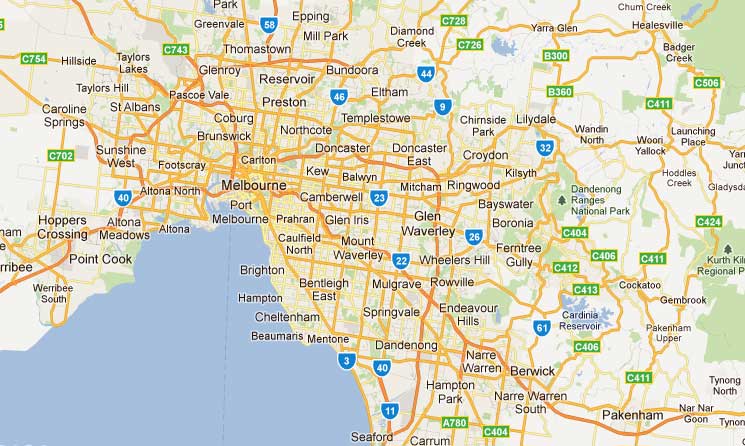 Park
Epping
C728
Chum Creek
Healesville
Greenvale
58
Mill Park
Diamond
Creek
Yarra Glen
C726
Badger
Creek
C754
Hillside
C743
Thomastown
B300
Taylors
Lakes
Glenroy
Bundoora
44
C506
Reservoir
Taylors Hill
Pascoe Vale
46
Eltham
B360
Preston
Caroline
Springs
St Albans
9
C411
Coburg
Templestowe
Chirnside
Park
Lilydale
Brunswick
Northcote
Wandin
North
Launching
Place
Doncaster
Doncaster
East
32
Woori
Yallock
Yarra
Junct
Sunshine
West
C702
Footscray
Carlton
Croydon
Kew
Balwyn
Kilsyth
Hoddles
Creek
Melbourne
Mitcham
Ringwood
Gladysda
Altona North
40
Camberwell
23
Dandenong
Ranges
National Park
Port
Melbourne
Bayswater
Hoppers
Crossing
Altona
Meadows
Altona
Prahran
Glen Iris
Glen
Waverley
Boronia
C424
am
26
C404
Caulfield
North
Mount
Waverley
Ferntree
Gully
C406
Kurth Kiln
Regional P
Point Cook
22
Wheelers Hill
C412
C411
rribee
Brighton
Werribee
South
Bentleigh
East
Mulgrave
Rowville
C413
Cockatoo
Hampton
Gembrook
Cheltenham
Springvale
Endeavour
Hills
Cardinia
Reservoir
61
Beaumaris
Mentone
Pakenham
Upper
Dandenong
C406
3
40
Narre
Warren
Berwick
C411
Tynong
North
Hampton
Park
11
Narre
Warren
South
Pakenham
Nar Nar
Goon
A780
C404
Tynong
Seaford
Carrum